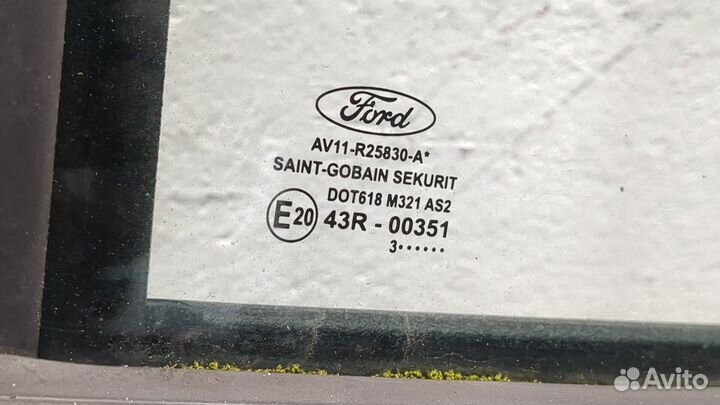 Ford
AV11-R25830-A*
SAINT-GOBAIN SEKURIT
DOT618 M321 AS2
E20 43R - 00351
3······
Avito